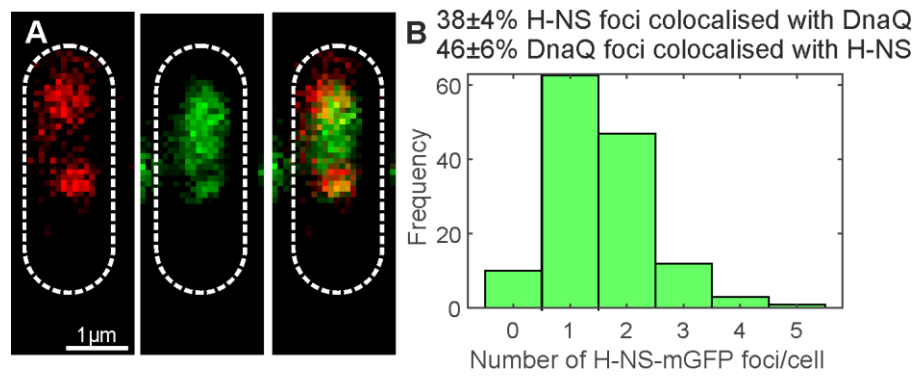 A
1µm
B
38±4% H-NS foci colocalised with DnaQ
46±6% DnaQ foci colocalised with H-NS
60
40
20
0
Frequency
0 1 2 3 4 5
Number of H-NS-mGFP foci/cell